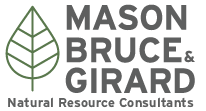 MASON
BRUCE &
GIRARD
Natural Resource Consultants